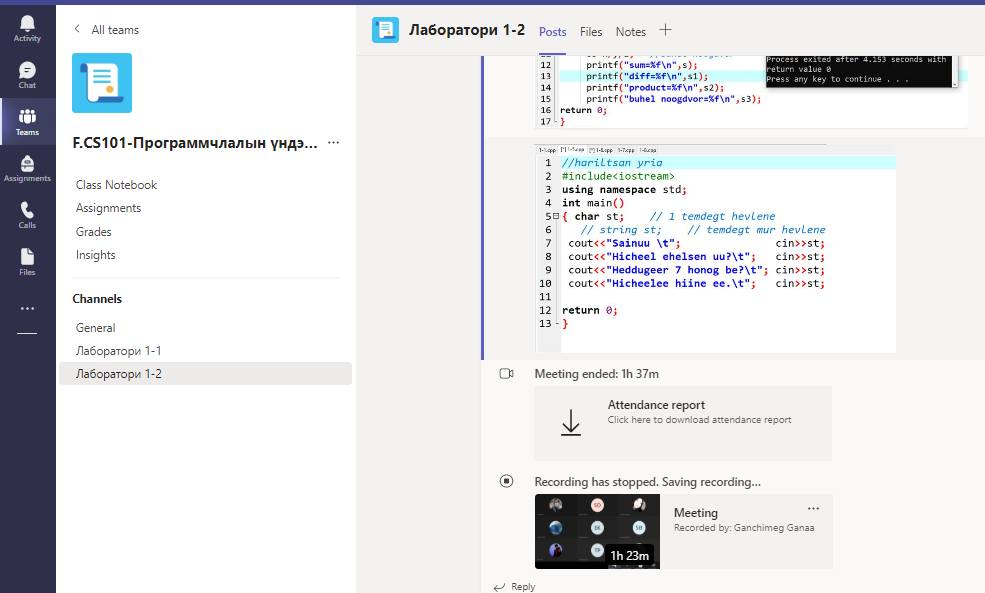 Activity
Chat
Teams
Assignments
Calls
Files
All teams
F.CS101-Программчлалын үндэ...
Class Notebook
Assignments
Grades
Insights
Channels
General
Лаборатори 1-1
Лаборатори 1-2
Лаборатори 1-2 Posts Files Notes
12 printf("sum=%f\n",s);
13 printf("diff=%f\n",s1);
14 printf("product=%f\n",s2);
15 printf("buhel noogdvor=%f\n",s3);
16 return 0;
17 }
Process exited after 4.153 seconds with
return value 0
Press any key to continue . . .
1 //hariltsan yria
2 #include<iostream>
3 using namespace std;
4 int main()
5 { char st; // 1 temdegt hevlene
6 // string st; // temdegt mur hevlene
7 cout<<"Sainuu \t"; cin>>st;
8 cout<<"Hicheel ehelsen uu?\t"; cin>>st;
9 cout<<"Heddugeer 7 honog be?\t"; cin>>st;
10 cout<<"Hicheelee hiine ee.\t"; cin>>st;
11
12 return 0;
13 }
Meeting ended: 1h 37m
Attendance report
Click here to download attendance report
Recording has stopped. Saving recording...
1h 23m
Meeting
Recorded by: Ganchimeg Ganaa
Reply